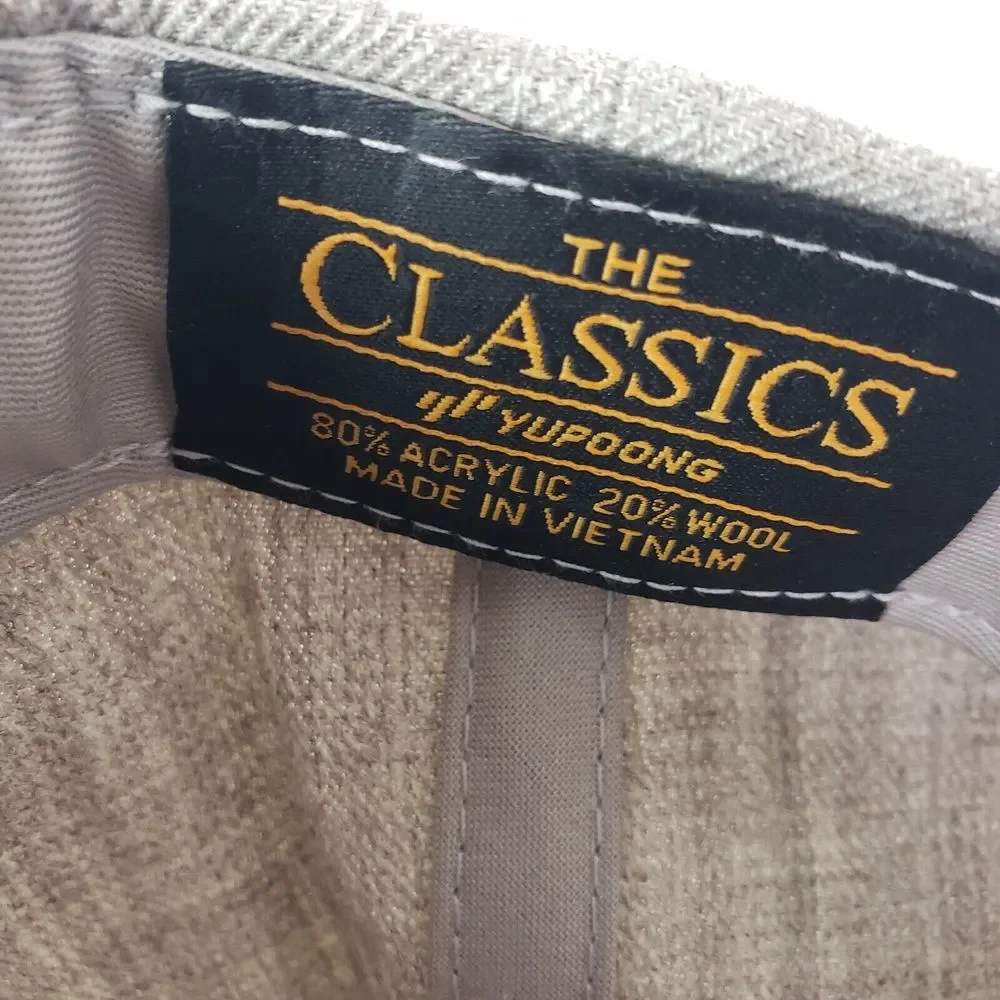 THE
CLASSICS
YUPOONG
80% ACRYLIC 20% WOOL
MADE IN VIETNAM